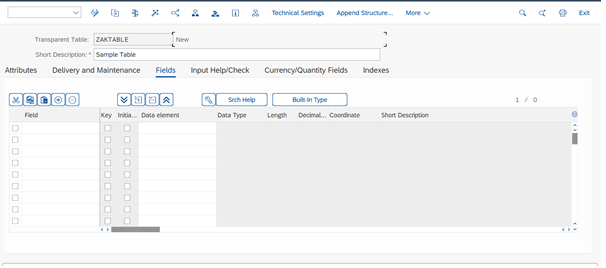 Technical Settings Append Structure... More Exit
Transparent Table: ZAKTABLE New
Short Description: * Sample Table
Attributes Delivery and Maintenance Fields Input Help/Check Currency/Quantity Fields Indexes
Srch Help Built-In Type 1 / 0
Field Key Initia... Data element Data Type Length Decimal... Coordinate Short Description